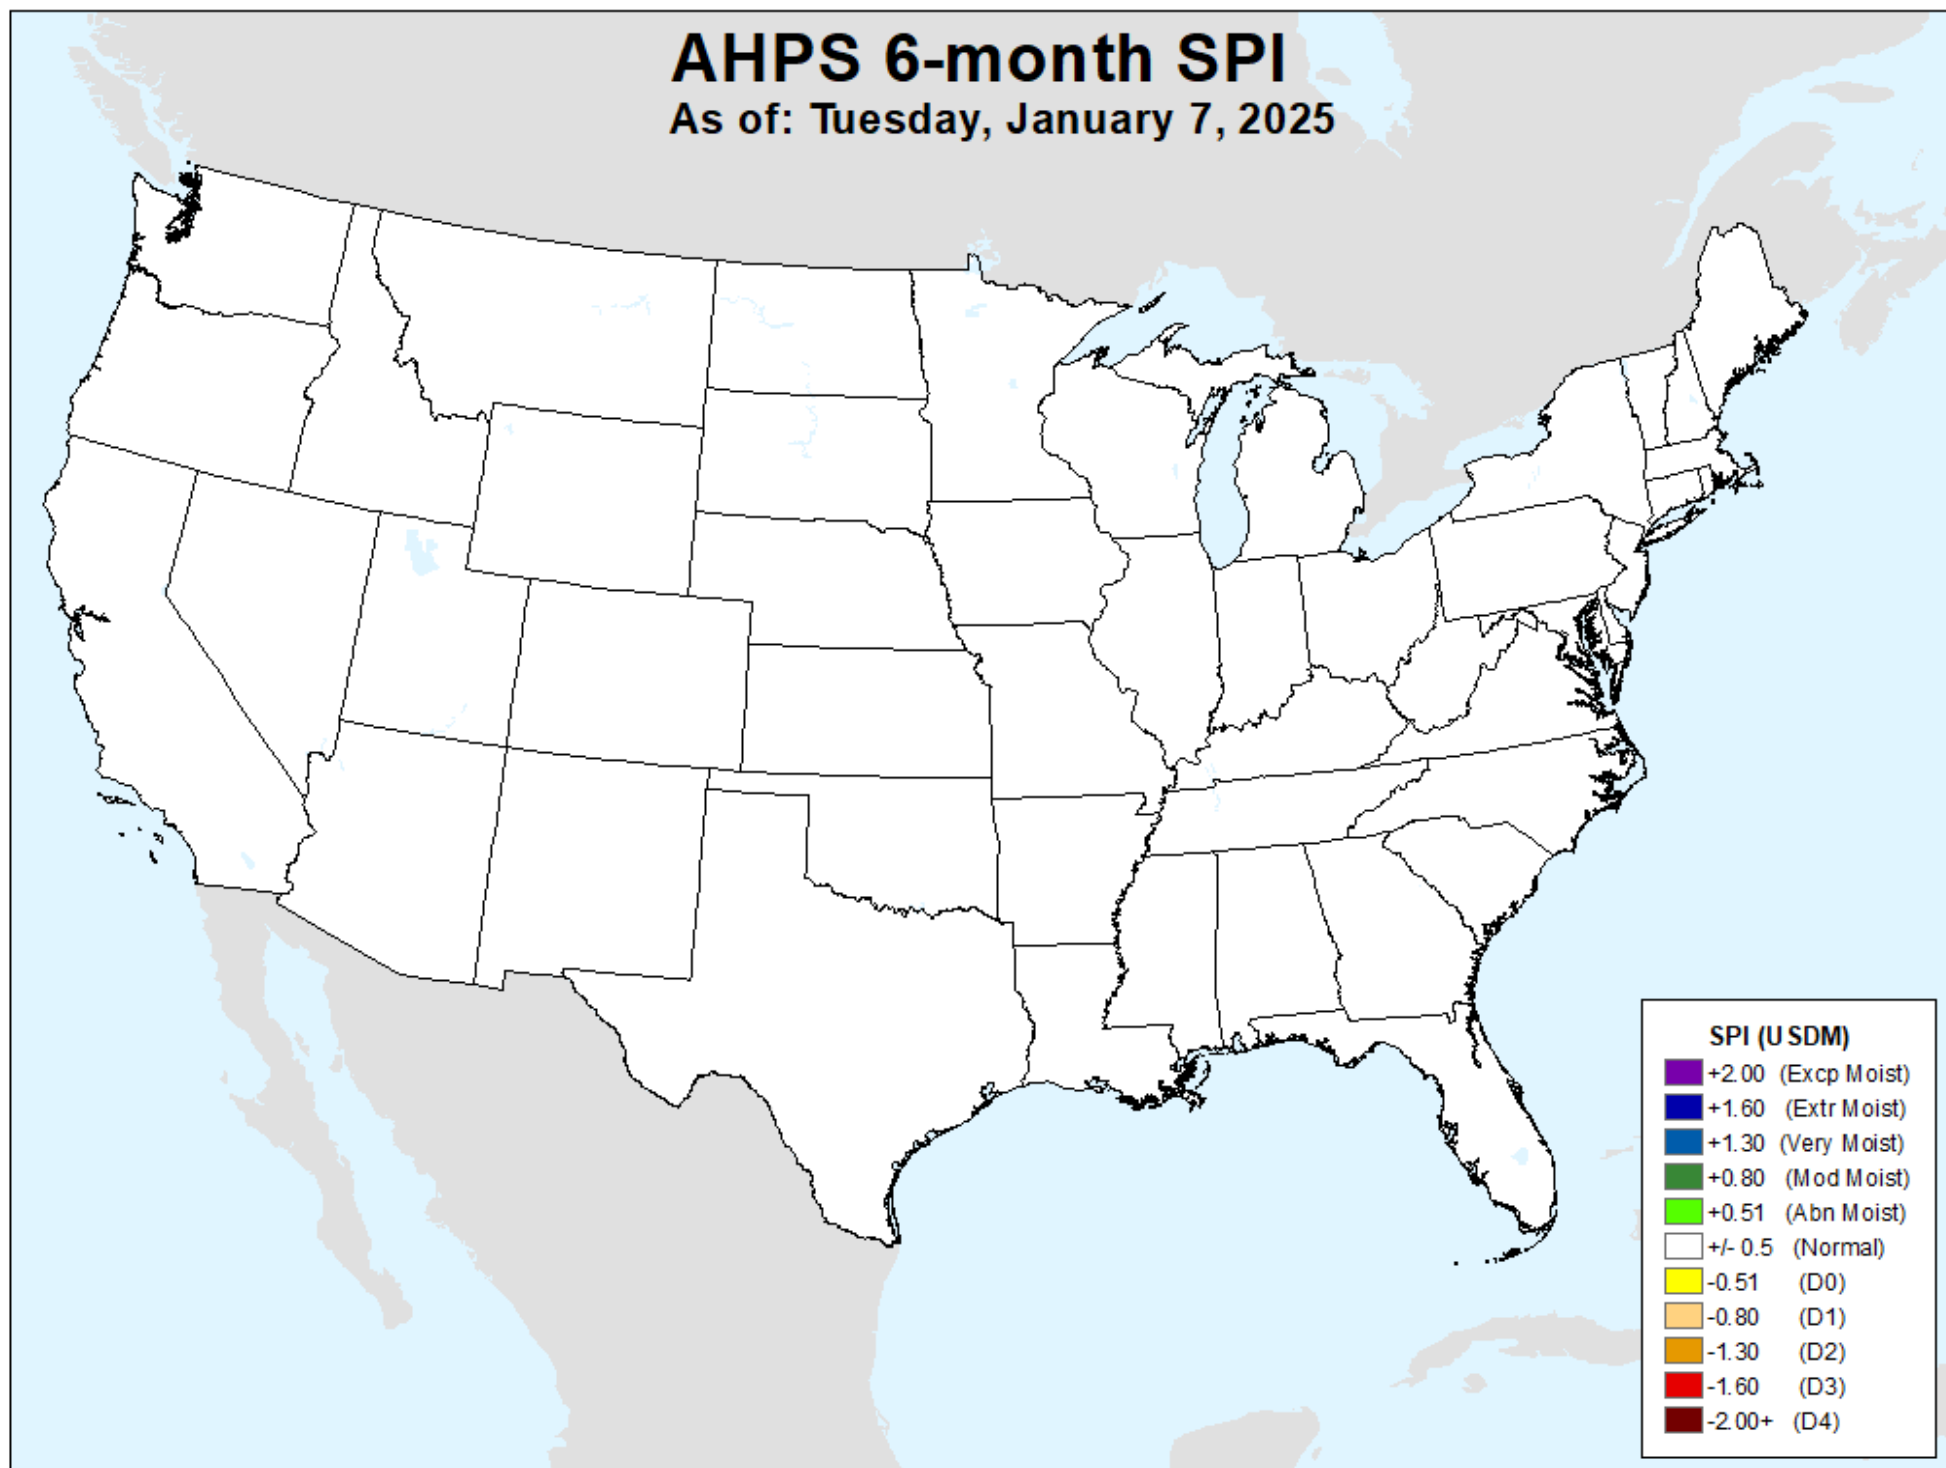 AHPS 6-month SPI
As of: Tuesday, January 7, 2025
SPI (USDM)
+2.00 (Excp Moist)
+1.60 (Extr Moist)
+1.30 (Very Moist)
+0.80 (Mod Moist)
+0.51 (Abn Moist)
+/- 0.5 (Normal)
-0.51 (D0)
-0.80 (D1)
-1.30 (D2)
-1.60 (D3)
-2.00+ (D4)